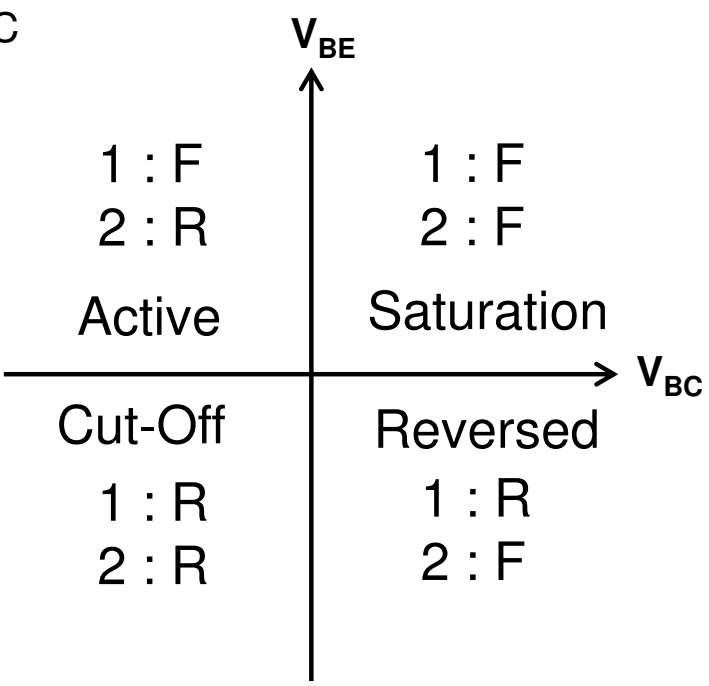 C
V_BE
1 : F
2 : R
Active
1 : F
2 : F
Saturation
V_BC
Cut-Off
1 : R
2 : R
Reversed
1 : R
2 : F